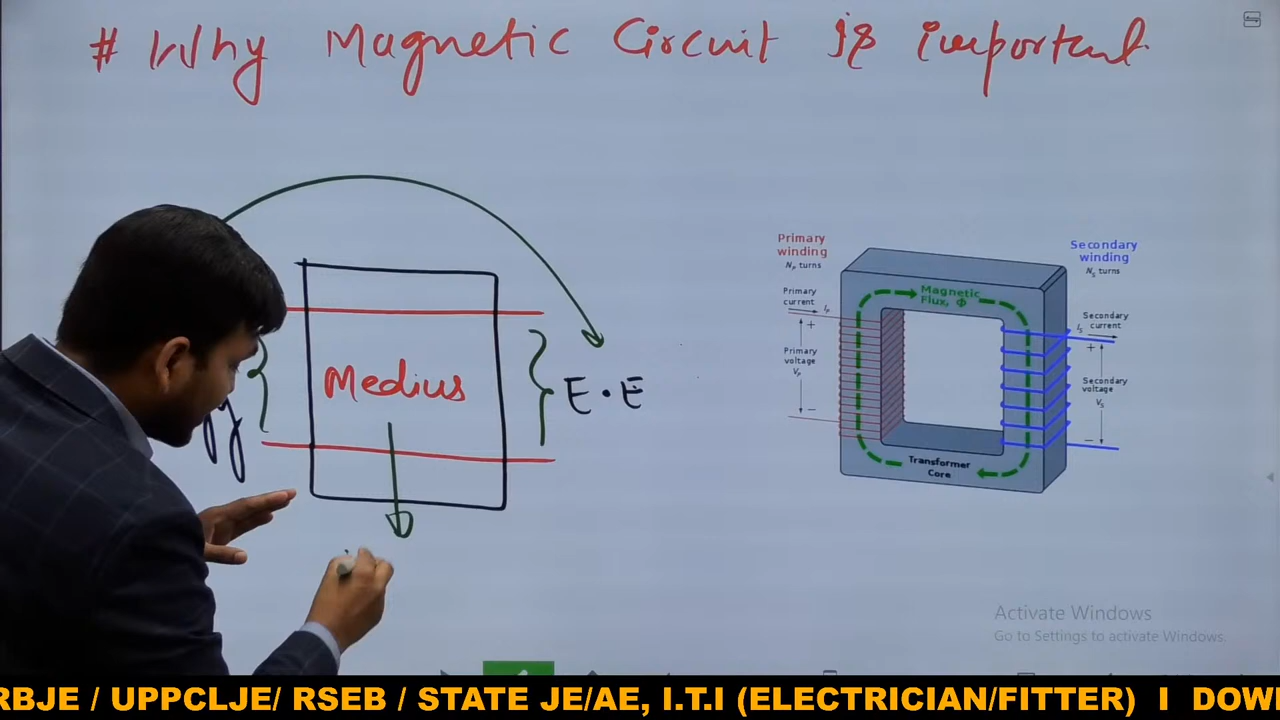 # Why Magnetic Circuit is important
Primary
winding
Nₚ turns
Secondary
winding
Nₛ turns
Magnetic
Flux, Φ
Primary
current
Iₚ
Secondary
current
Iₛ
+
+
Primary
voltage
Vₚ
Secondary
voltage
Vₛ
Medius
E.E
−
−
Transformer
Core
Activate Windows
Go to Settings to activate Windows.
RBJE / UPPCLJE/ RSEB / STATE JE/AE, I.T.I (ELECTRICIAN/FITTER) I DOW